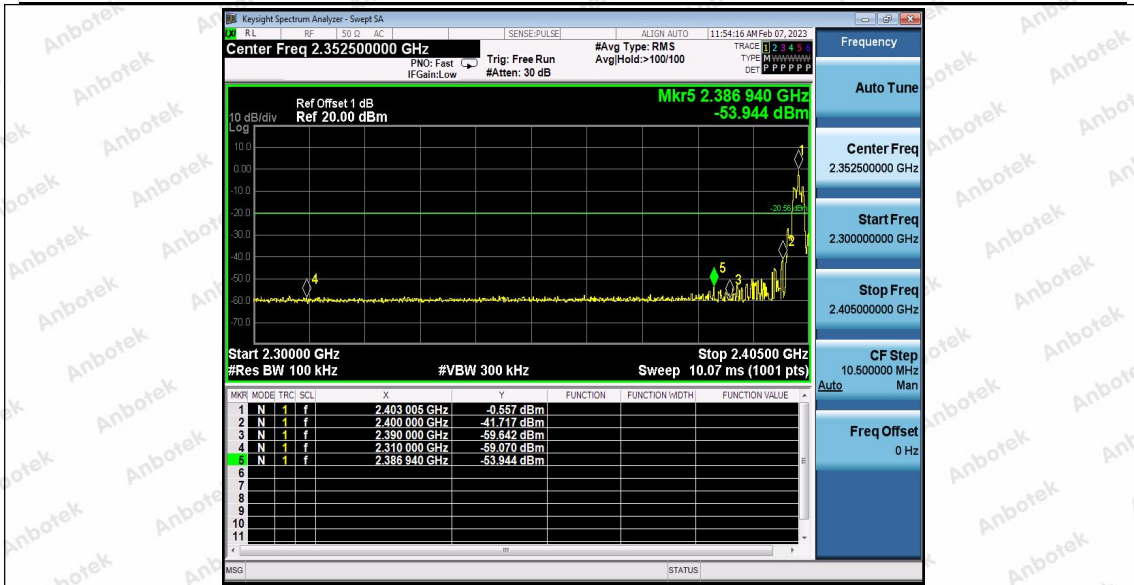 Keysight Spectrum Analyzer - Swept SA
LXI RL RF 50 Ω AC SENSE:PULSE ALIGN AUTO 11:54:16 AM Feb 07, 2023
Center Freq 2.352500000 GHz
PNO: Fast
IFGain:Low
Trig: Free Run
#Atten: 30 dB
#Avg Type: RMS
Avg|Hold:>100/100
TRACE 1 2 3 4 5 6
TYPE M W W W W W
DET P P P P P P
Mkr5 2.386 940 GHz
-53.944 dBm
Ref Offset 1 dB
10 dB/div Ref 20.00 dBm
Log
10.0
0.00
-10.0
-20.0
-30.0
-40.0
-50.0
-60.0
-70.0
-20.56 dBm
1
2
3
4
5
Start 2.30000 GHz Stop 2.40500 GHz
#Res BW 100 kHz #VBW 300 kHz Sweep 10.07 ms (1001 pts)
MKR MODE TRC SCL X Y FUNCTION FUNCTION WIDTH FUNCTION VALUE
1 N 1 f 2.403 005 GHz -0.557 dBm
2 N 1 f 2.400 000 GHz -41.717 dBm
3 N 1 f 2.390 000 GHz -59.642 dBm
4 N 1 f 2.310 000 GHz -59.070 dBm
5 N 1 f 2.386 940 GHz -53.944 dBm
6
7
8
9
10
11
MSG STATUS
Frequency
Auto Tune
Center Freq
2.352500000 GHz
Start Freq
2.300000000 GHz
Stop Freq
2.405000000 GHz
CF Step
10.500000 MHz
Auto Man
Freq Offset
0 Hz
Anbotek